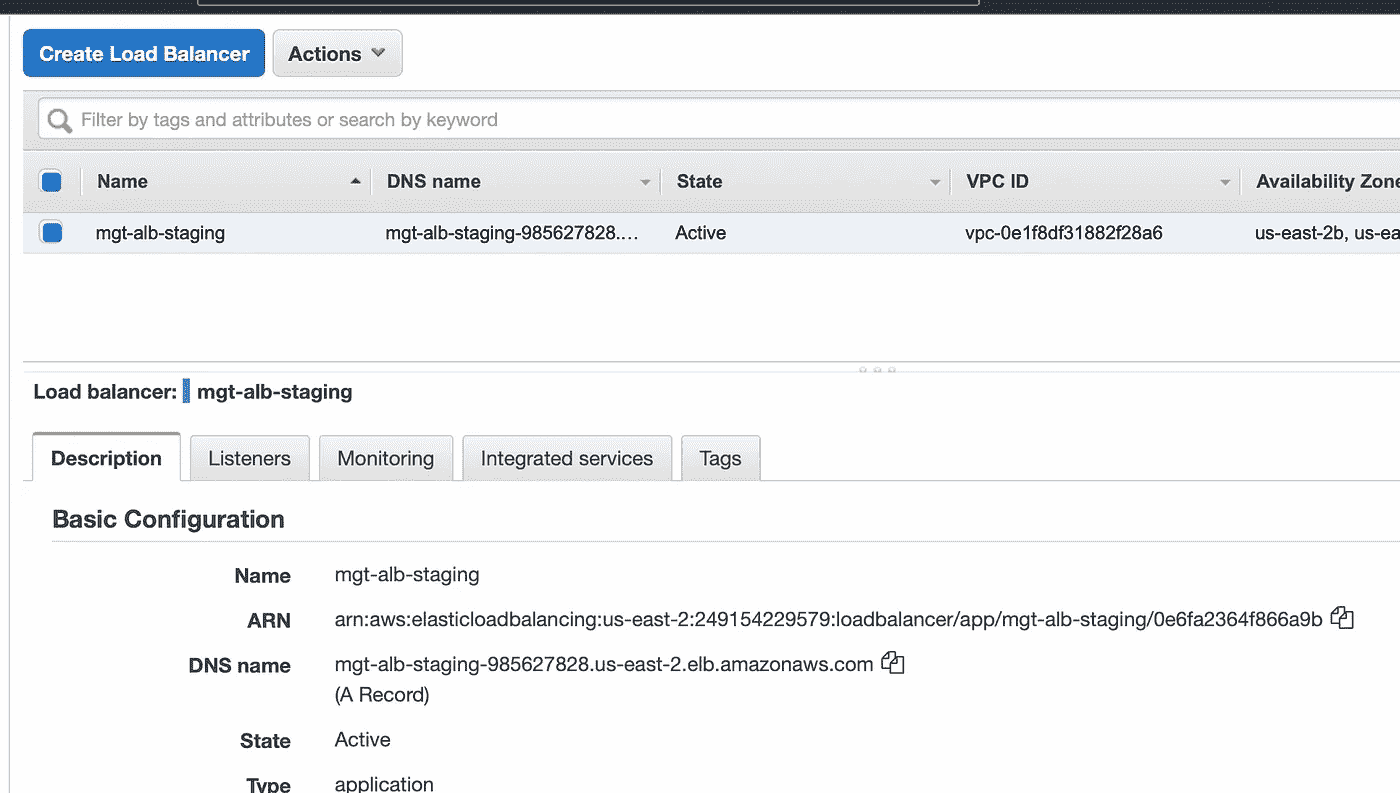 Create Load Balancer Actions
Filter by tags and attributes or search by keyword
Name DNS name State VPC ID Availability Zone
mgt-alb-staging mgt-alb-staging-985627828.... Active vpc-0e1f8df31882f28a6 us-east-2b, us-ea
Load balancer: mgt-alb-staging
Description Listeners Monitoring Integrated services Tags
Basic Configuration
Name mgt-alb-staging
ARN arn:aws:elasticloadbalancing:us-east-2:249154229579:loadbalancer/app/mgt-alb-staging/0e6fa2364f866a9b
DNS name mgt-alb-staging-985627828.us-east-2.elb.amazonaws.com
(A Record)
State Active
Type application